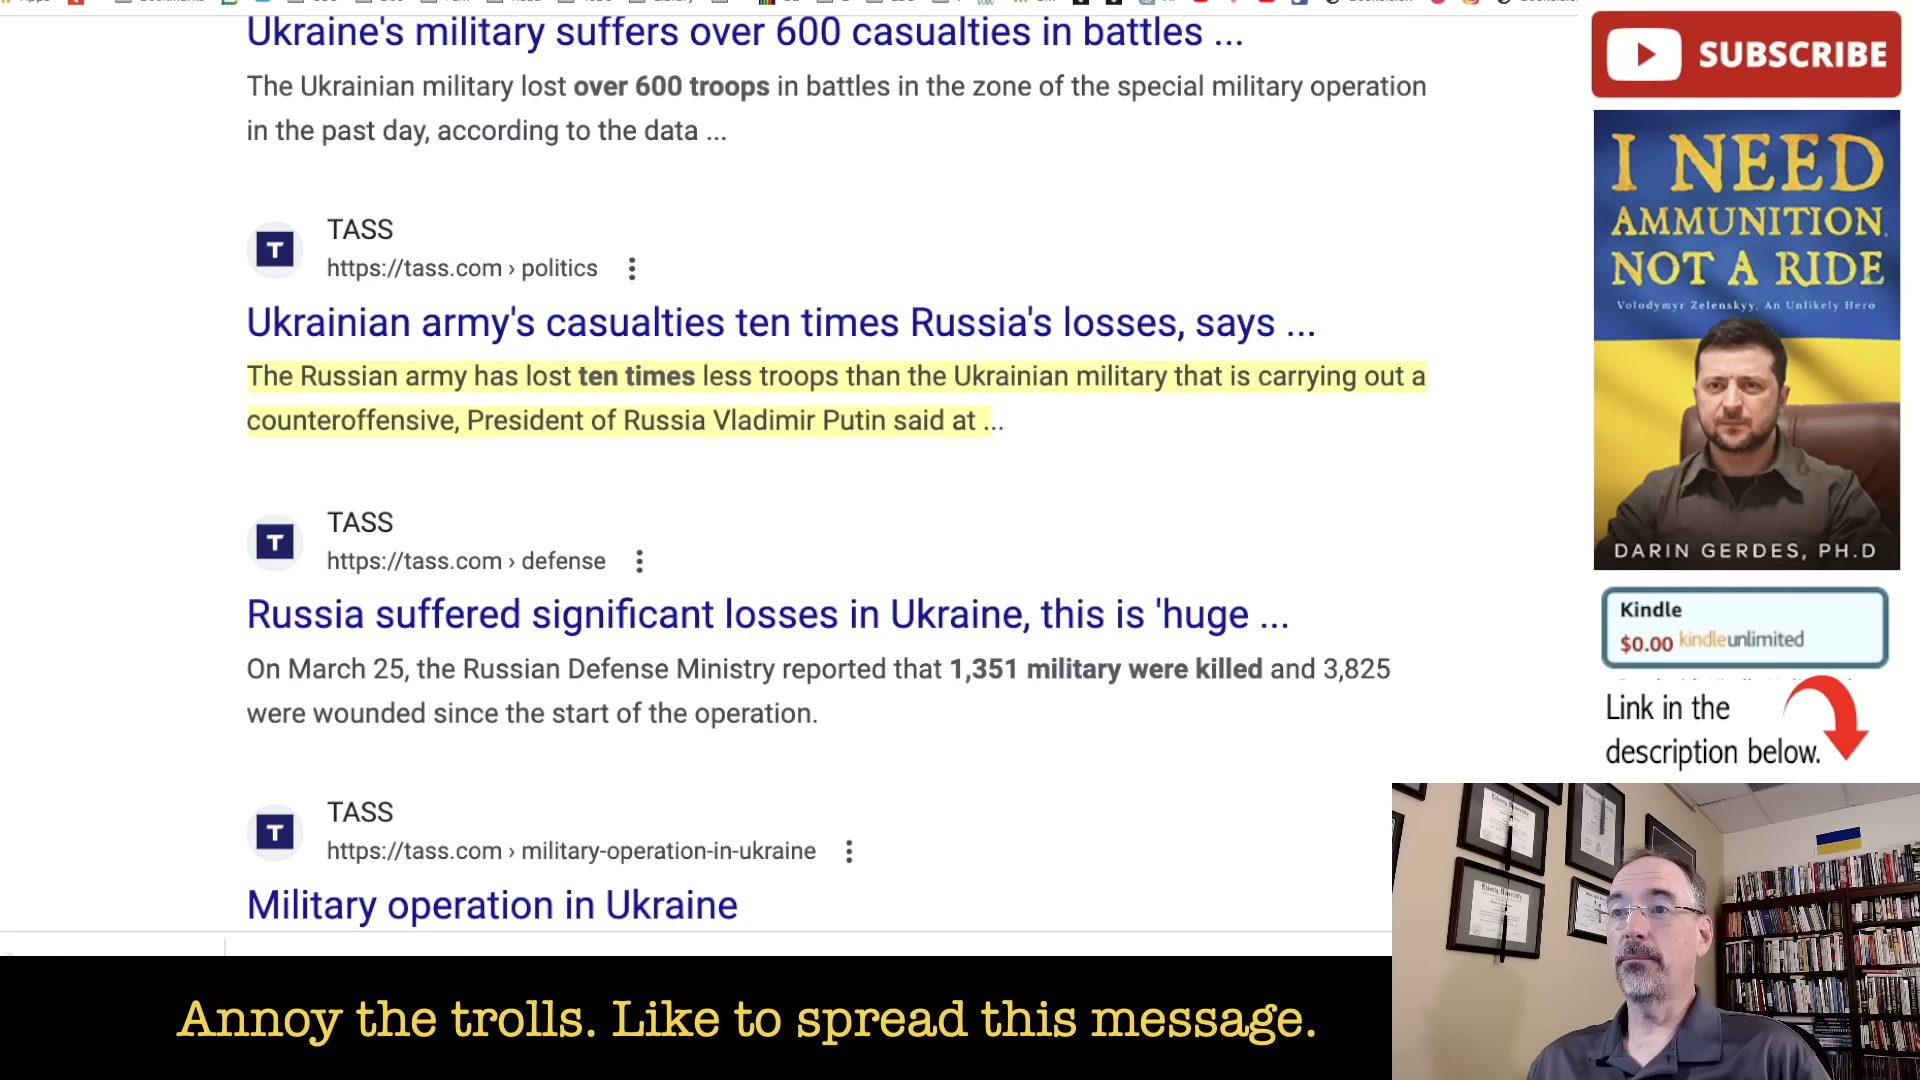 Ukraine's military suffers over 600 casualties in battles ...
The Ukrainian military lost over 600 troops in battles in the zone of the special military operation
in the past day, according to the data ...
T
TASS
https://tass.com › politics
Ukrainian army's casualties ten times Russia's losses, says ...
The Russian army has lost ten times less troops than the Ukrainian military that is carrying out a
counteroffensive, President of Russia Vladimir Putin said at ...
T
TASS
https://tass.com › defense
Russia suffered significant losses in Ukraine, this is 'huge ...
On March 25, the Russian Defense Ministry reported that 1,351 military were killed and 3,825
were wounded since the start of the operation.
T
TASS
https://tass.com › military-operation-in-ukraine
Military operation in Ukraine
SUBSCRIBE
I NEED
AMMUNITION,
NOT A RIDE
Volodymyr Zelenskyy, An Unlikely Hero
DARIN GERDES, PH.D
Kindle
$0.00 kindleunlimited
Link in the
description below.
Annoy the trolls. Like to spread this message.